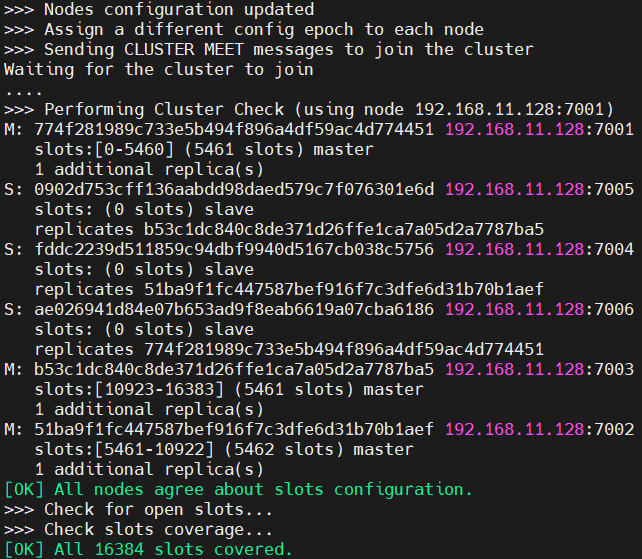 >>> Nodes configuration updated
>>> Assign a different config epoch to each node
>>> Sending CLUSTER MEET messages to join the cluster
Waiting for the cluster to join
....
>>> Performing Cluster Check (using node 192.168.11.128:7001)
M: 774f281989c733e5b494f896a4df59ac4d774451 192.168.11.128:7001
   slots:[0-5460] (5461 slots) master
   1 additional replica(s)
S: 0902d753cff136aabdd98daed579c7f076301e6d 192.168.11.128:7005
   slots: (0 slots) slave
   replicates b53c1dc840c8de371d26ffe1ca7a05d2a7787ba5
S: fddc2239d511859c94dbf9940d5167cb038c5756 192.168.11.128:7004
   slots: (0 slots) slave
   replicates 51ba9f1fc447587bef916f7c3dfe6d31b70b1aef
S: ae026941d84e07b653ad9f8eab6619a07cba6186 192.168.11.128:7006
   slots: (0 slots) slave
   replicates 774f281989c733e5b494f896a4df59ac4d774451
M: b53c1dc840c8de371d26ffe1ca7a05d2a7787ba5 192.168.11.128:7003
   slots:[10923-16383] (5461 slots) master
   1 additional replica(s)
M: 51ba9f1fc447587bef916f7c3dfe6d31b70b1aef 192.168.11.128:7002
   slots:[5461-10922] (5462 slots) master
   1 additional replica(s)
[OK] All nodes agree about slots configuration.
>>> Check for open slots...
>>> Check slots coverage...
[OK] All 16384 slots covered.